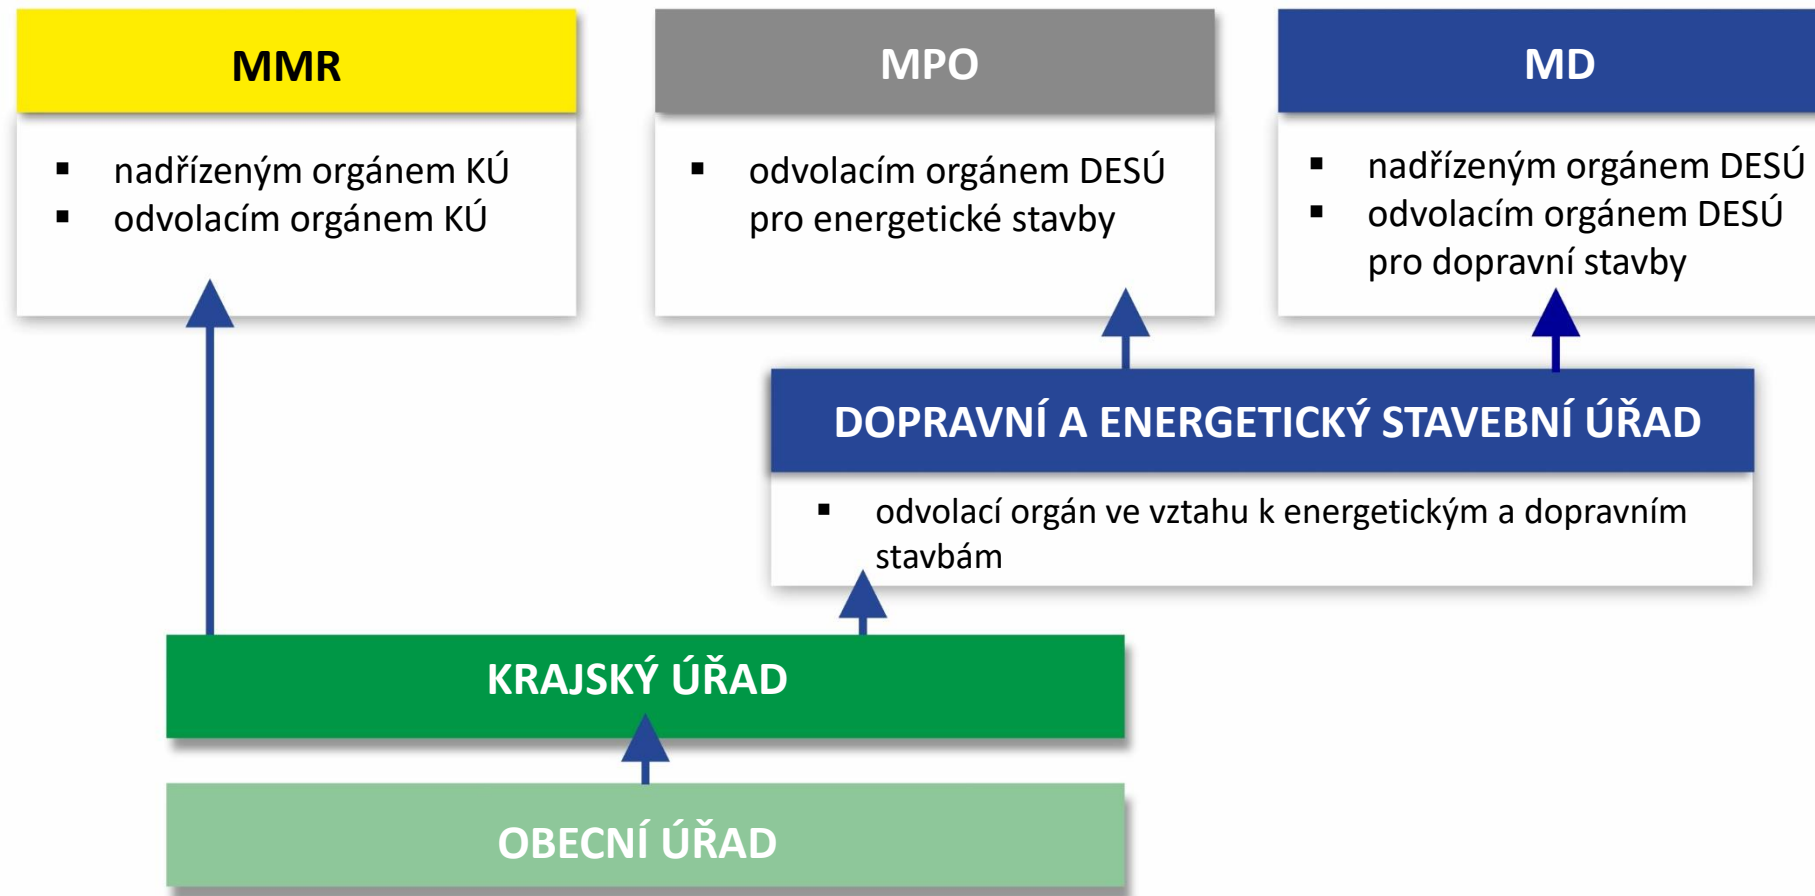 MMR
▪ nadřízeným orgánem KÚ
▪ odvolacím orgánem KÚ
MPO
▪ odvolacím orgánem DESÚ
pro energetické stavby
MD
▪ nadřízeným orgánem DESÚ
▪ odvolacím orgánem DESÚ
pro dopravní stavby
DOPRAVNÍ A ENERGETICKÝ STAVEBNÍ ÚŘAD
▪ odvolací orgán ve vztahu k energetickým a dopravním
stavbám
KRAJSKÝ ÚŘAD
OBECNÍ ÚŘAD